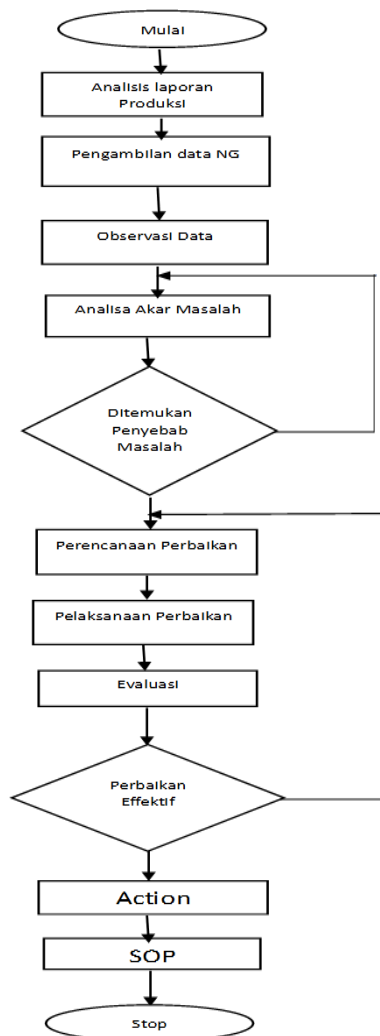 Mulai
Analisis laporan
Produksi
Pengambilan data NG
Observasi Data
Analisa Akar Masalah
Ditemukan
Penyebab
Masalah
Perencanaan Perbaikan
Pelaksanaan Perbaikan
Evaluasi
Perbaikan
Effektif
Action
SOP
Stop